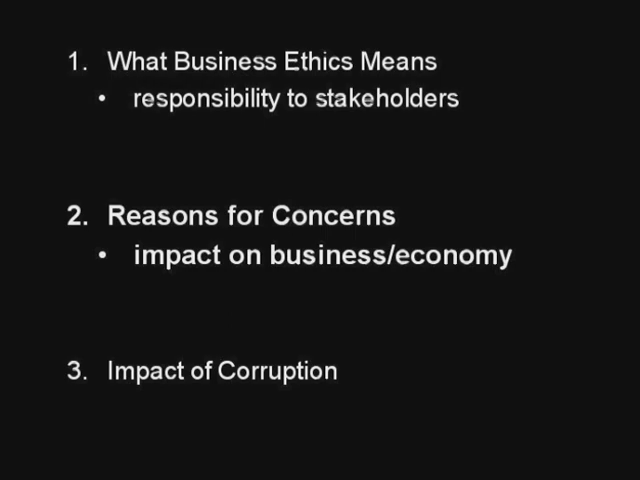 1. What Business Ethics Means
• responsibility to stakeholders
2. Reasons for Concerns
• impact on business/economy
3. Impact of Corruption